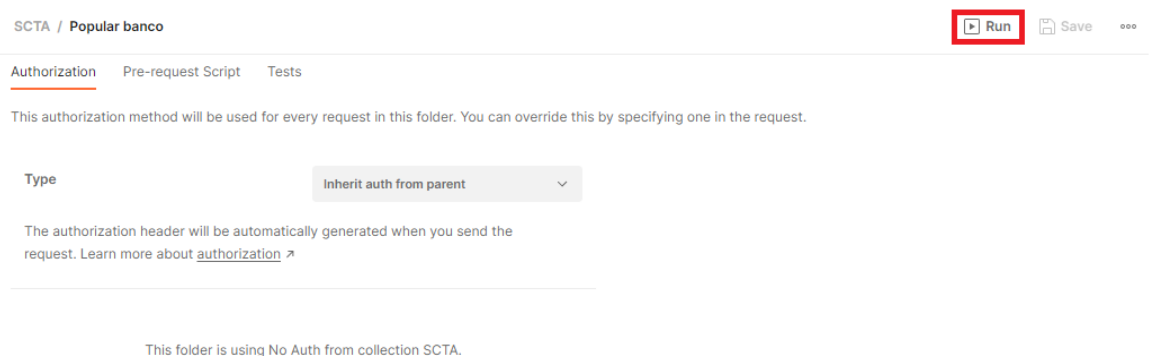 SCTA / Popular banco
Run Save
Authorization Pre-request Script Tests
This authorization method will be used for every request in this folder. You can override this by specifying one in the request.
Type
Inherit auth from parent
The authorization header will be automatically generated when you send the
request. Learn more about authorization ↗
This folder is using No Auth from collection SCTA.